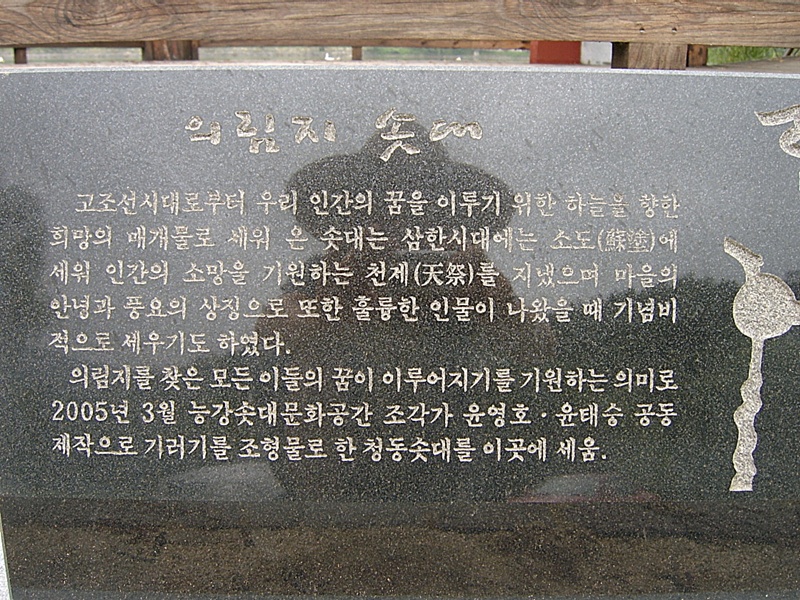 의림지 솟대
고조선시대로부터 우리 인간의 꿈을 이루기 위한 하늘을 향한
희망의 매개물로 세워 온 솟대는 삼한시대에는 소도(蘇塗)에
세워 인간의 소망을 기원하는 천제(天祭)를 지냈으며 마을의
안녕과 풍요의 상징으로 또한 훌륭한 인물이 나왔을 때 기념비
적으로 세우기도 하였다.
의림지를 찾은 모든 이들의 꿈이 이루어지기를 기원하는 의미로
2005년 3월 능강솟대문화공간 조각가 윤영호·윤태승 공동
제작으로 기러기를 조형물로 한 청동솟대를 이곳에 세움.